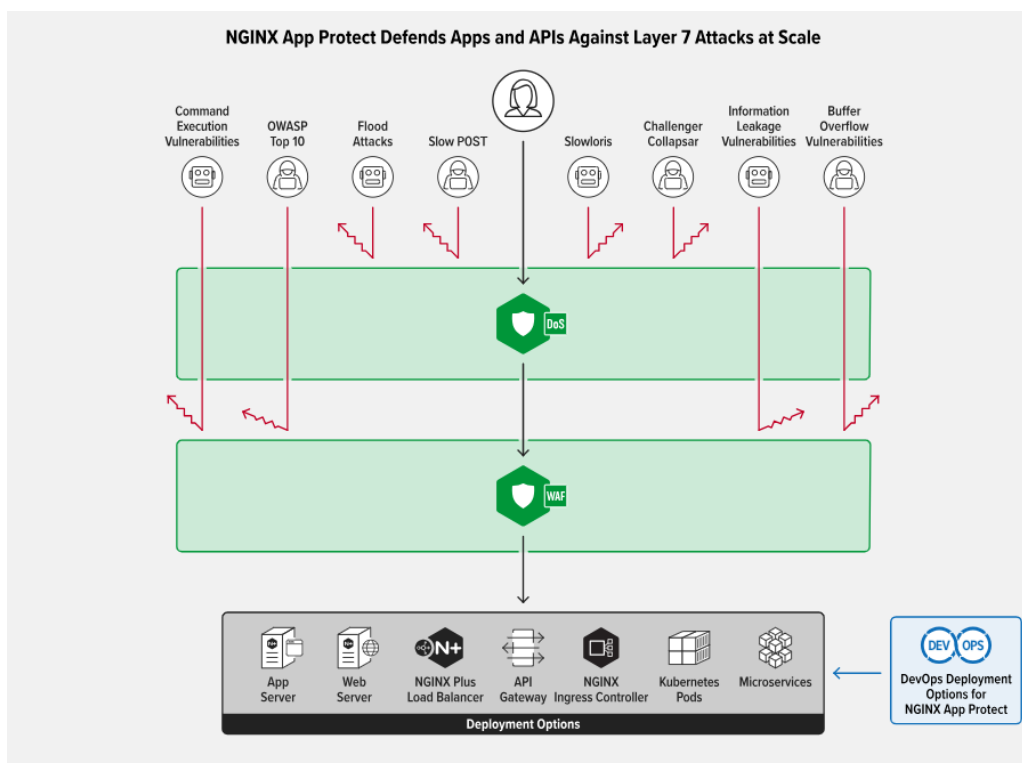 NGINX App Protect Defends Apps and APIs Against Layer 7 Attacks at Scale
Command
Execution
Vulnerabilities
OWASP
Top 10
Flood
Attacks
Slow POST
Slowloris
Challenger
Collapsar
Information
Leakage
Vulnerabilities
Buffer
Overflow
Vulnerabilities
DoS
WAF
App
Server
Web
Server
N+
NGINX Plus
Load Balancer
API
Gateway
NGINX
Ingress Controller
Kubernetes
Pods
Microservices
Deployment Options
DEV OPS
DevOps Deployment
Options for
NGINX App Protect